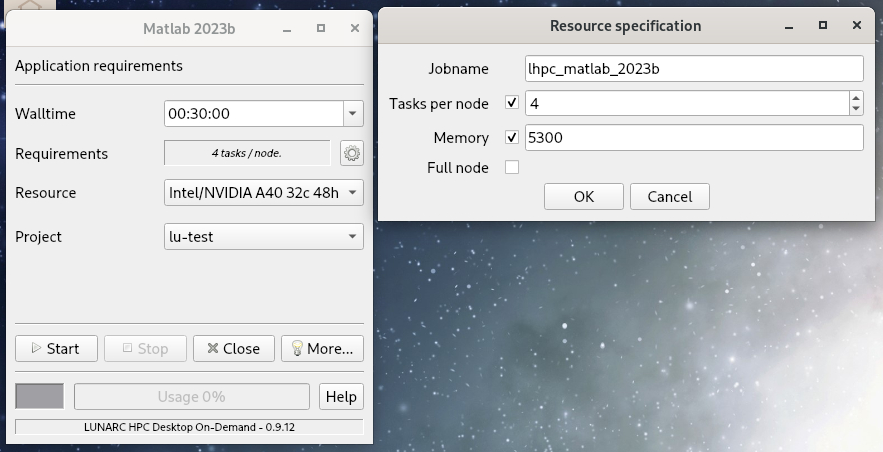 Matlab 2023b
Application requirements
Walltime 00:30:00
Requirements 4 tasks / node.
Resource Intel/NVIDIA A40 32c 48h
Project lu-test
Start Stop Close More...
Usage 0% Help
LUNARC HPC Desktop On-Demand - 0.9.12
Resource specification
Jobname lhpc_matlab_2023b
Tasks per node 4
Memory 5300
Full node
OK Cancel